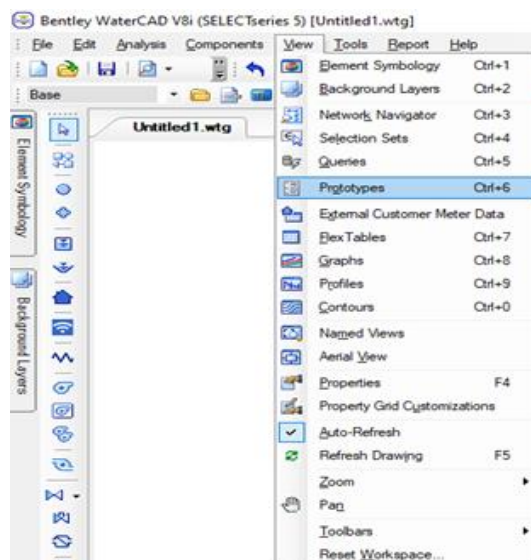 Bentley WaterCAD V8i (SELECTseries 5) [Untitled1.wtg]
File Edit Analysis Components View Tools Report Help
Base
Untitled1.wtg
Element Symbology
Background Layers
Element Symbology Ctrl+1
Background Layers Ctrl+2
Network Navigator Ctrl+3
Selection Sets Ctrl+4
Queries Ctrl+5
Prototypes Ctrl+6
External Customer Meter Data
FlexTables Ctrl+7
Graphs Ctrl+8
Profiles Ctrl+9
Contours Ctrl+0
Named Views
Aerial View
Properties F4
Property Grid Customizations
Auto-Refresh
Refresh Drawing F5
Zoom
Pan
Toolbars
Reset Workspace...